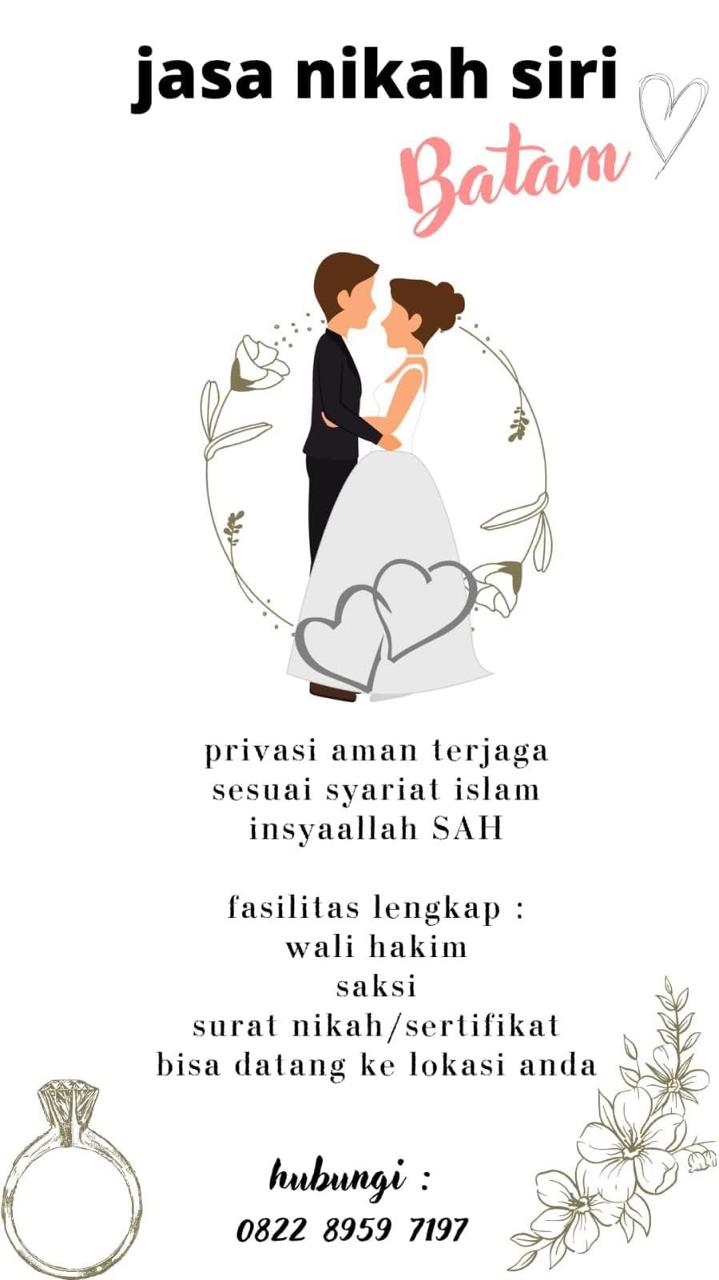 jasa nikah siri
Batam
privasi aman terjaga
sesuai syariat islam
insyaallah SAH
fasilitas lengkap :
wali hakim
saksi
surat nikah/sertifikat
bisa datang ke lokasi anda
hubungi :
0822 8959 7197